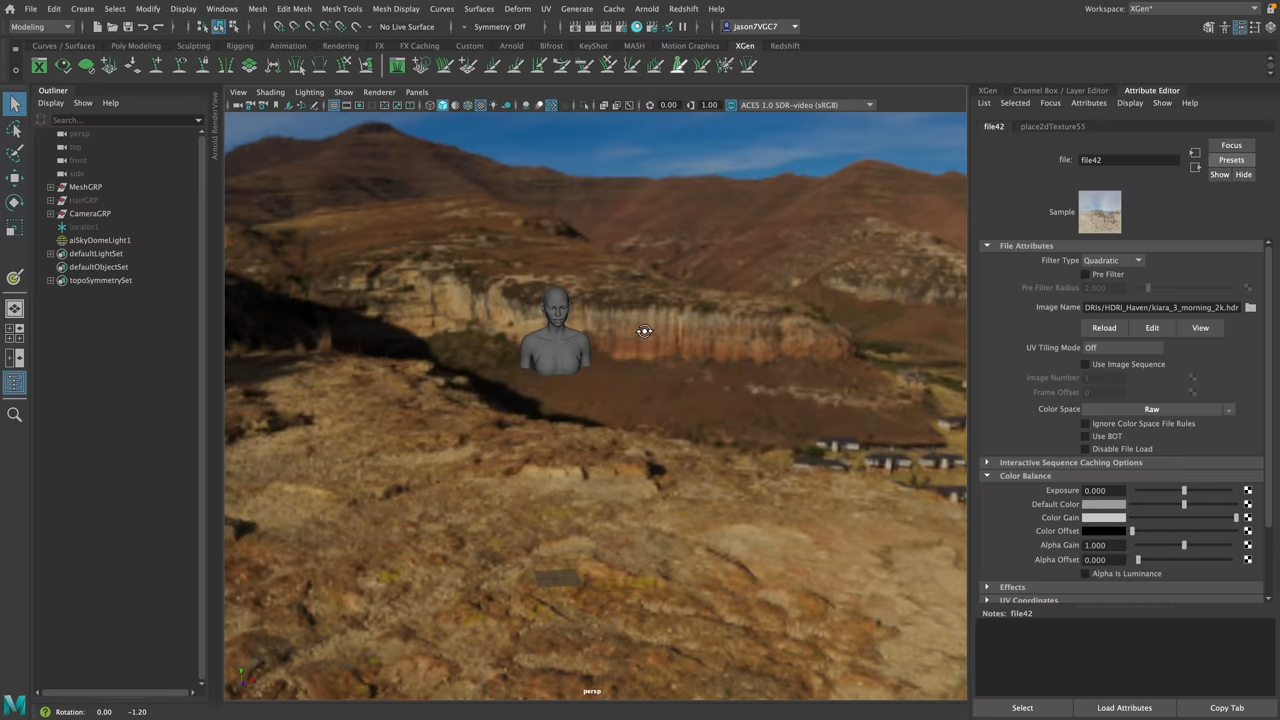 File Edit Create Select Modify Display Windows Mesh Edit Mesh Mesh Tools Mesh Display Curves Surfaces Deform UV Generate Cache Arnold Redshift Help
Workspace: XGen*
Modeling
No Live Surface
Symmetry: Off
jason7VGC7
Curves / Surfaces Poly Modeling Sculpting Rigging Animation Rendering FX FX Caching Custom Arnold Bifrost KeyShot MASH Motion Graphics XGen Redshift
Outliner
Display Show Help
Search...
persp
top
front
side
MeshGRP
HairGRP
CameraGRP
locator1
aiSkyDomeLight1
defaultLightSet
defaultObjectSet
topoSymmetrySet
Arnold RenderView
View Shading Lighting Show Renderer Panels
0.00 1.00 ACES 1.0 SDR-video (sRGB)
persp
y
XGen Channel Box / Layer Editor Attribute Editor
List Selected Focus Attributes Display Show Help
file42 place2dTexture55
Focus
file: file42
Presets
Show Hide
Sample
File Attributes
Filter Type Quadratic
Pre Filter
Pre Filter Radius 2.000
Image Name DRIs/HDRI_Haven/kiara_3_morning_2k.hdr
Reload Edit View
UV Tiling Mode Off
Use Image Sequence
Image Number 1
Frame Offset 0
Color Space Raw
Ignore Color Space File Rules
Use BOT
Disable File Load
Interactive Sequence Caching Options
Color Balance
Exposure 0.000
Default Color
Color Gain
Color Offset
Alpha Gain 1.000
Alpha Offset 0.000
Alpha Is Luminance
Effects
UV Coordinates
Notes: file42
Select Load Attributes Copy Tab
Rotation: 0.00 -1.20